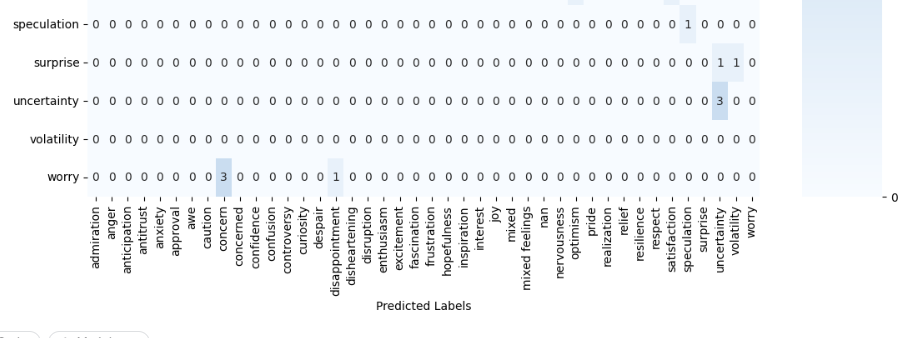 speculation 0 0 0 0 0 0 0 0 0 0 0 0 0 0 0 0 0 0 0 0 0 0 0 0 0 0 0 0 0 0 0 0 0 0 0 0 0 1 0 0 0 0
surprise 0 0 0 0 0 0 0 0 0 0 0 0 0 0 0 0 0 0 0 0 0 0 0 0 0 0 0 0 0 0 0 0 0 0 0 0 0 0 0 1 1 0
uncertainty 0 0 0 0 0 0 0 0 0 0 0 0 0 0 0 0 0 0 0 0 0 0 0 0 0 0 0 0 0 0 0 0 0 0 0 0 0 0 0 3 0 0
volatility 0 0 0 0 0 0 0 0 0 0 0 0 0 0 0 0 0 0 0 0 0 0 0 0 0 0 0 0 0 0 0 0 0 0 0 0 0 0 0 0 0 0
worry 0 0 0 0 0 0 0 0 3 0 0 0 0 0 0 1 0 0 0 0 0 0 0 0 0 0 0 0 0 0 0 0 0 0 0 0 0 0 0 0 0 0
0
admiration
anger
anticipation
antitrust
anxiety
approval
awe
caution
concern
concerned
confidence
confusion
controversy
curiosity
despair
disappointment
disheartening
disruption
enthusiasm
excitement
fascination
frustration
hopefulness
inspiration
interest
joy
mixed
mixed feelings
nan
nervousness
optimism
pride
realization
relief
resilience
respect
satisfaction
speculation
surprise
uncertainty
volatility
worry
Predicted Labels